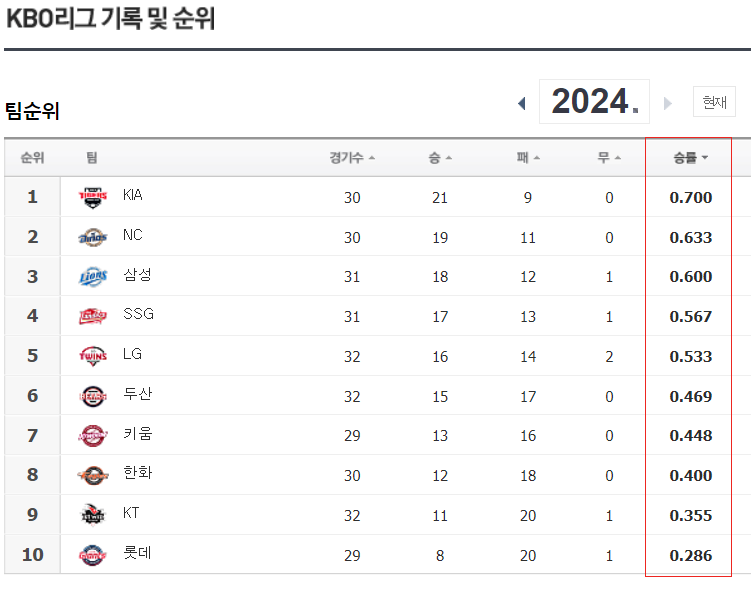 KBO리그 기록 및 순위
팀순위 2024. 현재
순위 팀 경기수 승 패 무 승률
1 TIGERS KIA 30 21 9 0 0.700
2 NC 30 19 11 0 0.633
3 Lions 삼성 31 18 12 1 0.600
4 SSG 31 17 13 1 0.567
5 TWINS LG 32 16 14 2 0.533
6 두산 32 15 17 0 0.469
7 키움 29 13 16 0 0.448
8 한화 30 12 18 0 0.400
9 KT 32 11 20 1 0.355
10 롯데 29 8 20 1 0.286